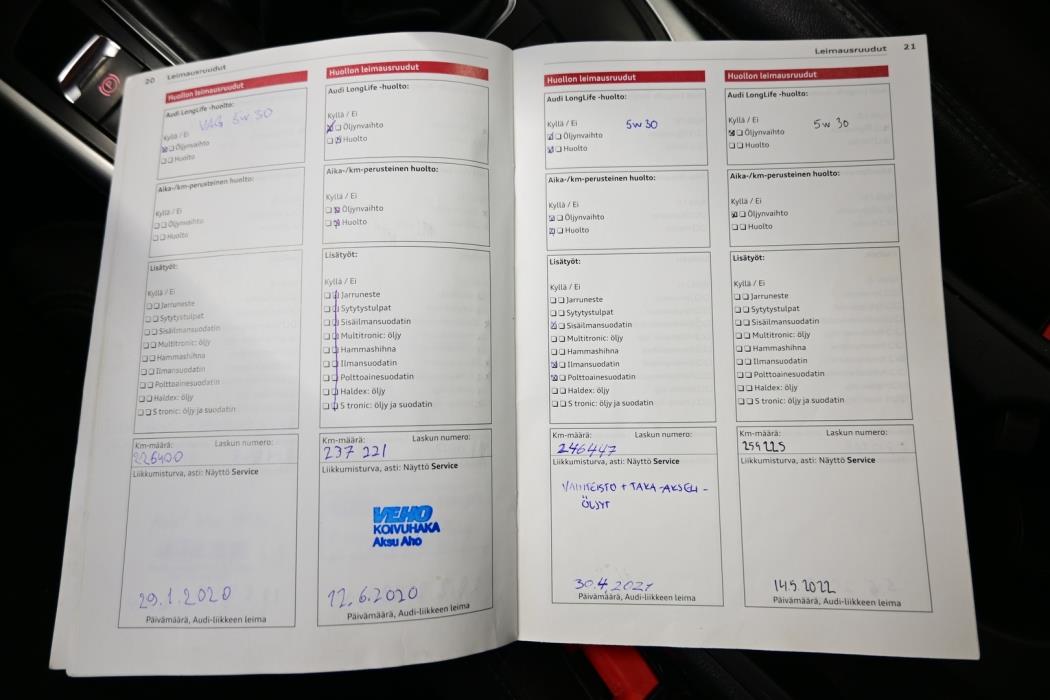 20 Leimausruudut
Huollon leimausruudut
Audi LongLife -huolto:
VAG 5w30
Kyllä / Ei
Öljynvaihto
Huolto
Aika-/km-perusteinen huolto:
Kyllä / Ei
Öljynvaihto
Huolto
Lisätyöt:
Kyllä / Ei
Jarruneste
Sytytystulpat
Sisäilmansuodatin
Multitronic: öljy
Hammashihna
Ilmansuodatin
Polttoainesuodatin
Haldex: öljy
S tronic: öljy ja suodatin
Km-määrä: Laskun numero:
226400
Liikkumisturva, asti: Näyttö Service
29.1.2020
Päivämäärä, Audi-liikkeen leima
Huollon leimausruudut
Audi LongLife -huolto:
Kyllä / Ei
Öljynvaihto
Huolto
Aika-/km-perusteinen huolto:
Kyllä / Ei
Öljynvaihto
Huolto
Lisätyöt:
Kyllä / Ei
Jarruneste
Sytytystulpat
Sisäilmansuodatin
Multitronic: öljy
Hammashihna
Ilmansuodatin
Polttoainesuodatin
Haldex: öljy
S tronic: öljy ja suodatin
Km-määrä: Laskun numero:
237 221
Liikkumisturva, asti: Näyttö Service
VEHO
KOIVUHAKA
Aksu Aho
12.6.2020
Päivämäärä, Audi-liikkeen leima
Leimausruudut 21
Huollon leimausruudut
Audi LongLife -huolto:
Kyllä / Ei 5w30
Öljynvaihto
Huolto
Aika-/km-perusteinen huolto:
Kyllä / Ei
Öljynvaihto
Huolto
Lisätyöt:
Kyllä / Ei
Jarruneste
Sytytystulpat
Sisäilmansuodatin
Multitronic: öljy
Hammashihna
Ilmansuodatin
Polttoainesuodatin
Haldex: öljy
S tronic: öljy ja suodatin
Km-määrä: Laskun numero:
246447
Liikkumisturva, asti: Näyttö Service
VAIHTEISTO + TAKA-AKSELI-
ÖLJYT
30.4.2021
Päivämäärä, Audi-liikkeen leima
Huollon leimausruudut
Audi LongLife -huolto:
Kyllä / Ei 5w30
Öljynvaihto
Huolto
Aika-/km-perusteinen huolto:
Kyllä / Ei
Öljynvaihto
Huolto
Lisätyöt:
Kyllä / Ei
Jarruneste
Sytytystulpat
Sisäilmansuodatin
Multitronic: öljy
Hammashihna
Ilmansuodatin
Polttoainesuodatin
Haldex: öljy
S tronic: öljy ja suodatin
Km-määrä: Laskun numero:
254225
Liikkumisturva, asti: Näyttö Service
14.5.2022
Päivämäärä, Audi-liikkeen leima